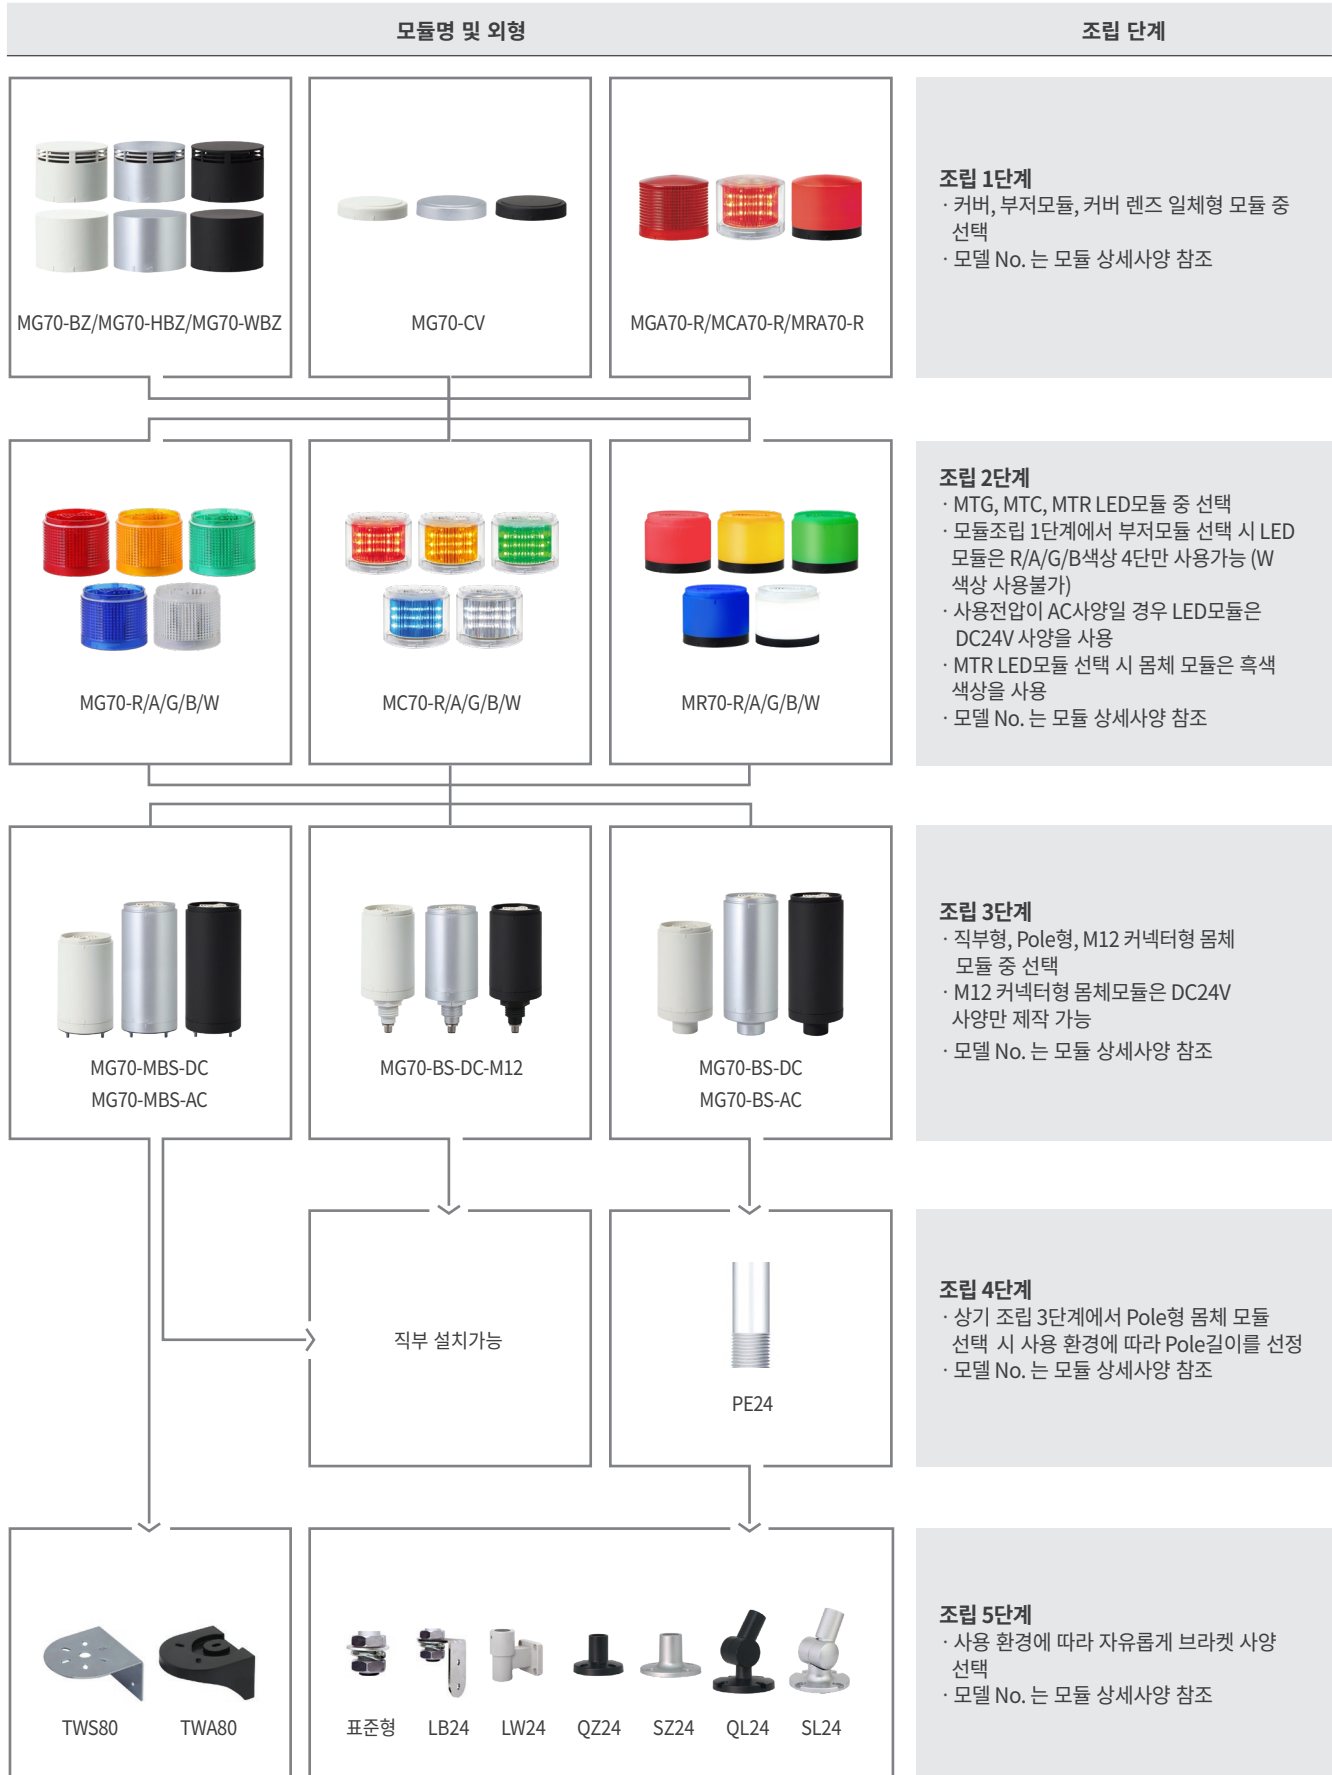 모듈명 및 외형
조립 단계
MG70-BZ/MG70-HBZ/MG70-WBZ
MG70-CV
MGA70-R/MCA70-R/MRA70-R
조립 1단계
· 커버, 부저모듈, 커버 렌즈 일체형 모듈 중
선택
· 모델 No. 는 모듈 상세사양 참조
MG70-R/A/G/B/W
MC70-R/A/G/B/W
MR70-R/A/G/B/W
조립 2단계
· MTG, MTC, MTR LED모듈 중 선택
· 모듈조립 1단계에서 부저모듈 선택 시 LED
모듈은 R/A/G/B색상 4단만 사용가능 (W
색상 사용불가)
· 사용전압이 AC사양일 경우 LED모듈은
DC24V 사양을 사용
· MTR LED모듈 선택 시 몸체 모듈은 흑색
색상을 사용
· 모델 No. 는 모듈 상세사양 참조
MG70-MBS-DC
MG70-MBS-AC
MG70-BS-DC-M12
MG70-BS-DC
MG70-BS-AC
조립 3단계
· 직부형, Pole형, M12 커넥터형 몸체
모듈 중 선택
· M12 커넥터형 몸체모듈은 DC24V
사양만 제작 가능
· 모델 No. 는 모듈 상세사양 참조
직부 설치가능
PE24
조립 4단계
· 상기 조립 3단계에서 Pole형 몸체 모듈
선택 시 사용 환경에 따라 Pole길이를 선정
· 모델 No. 는 모듈 상세사양 참조
TWS80
TWA80
표준형
LB24
LW24
QZ24
SZ24
QL24
SL24
조립 5단계
· 사용 환경에 따라 자유롭게 브라켓 사양
선택
· 모델 No. 는 모듈 상세사양 참조